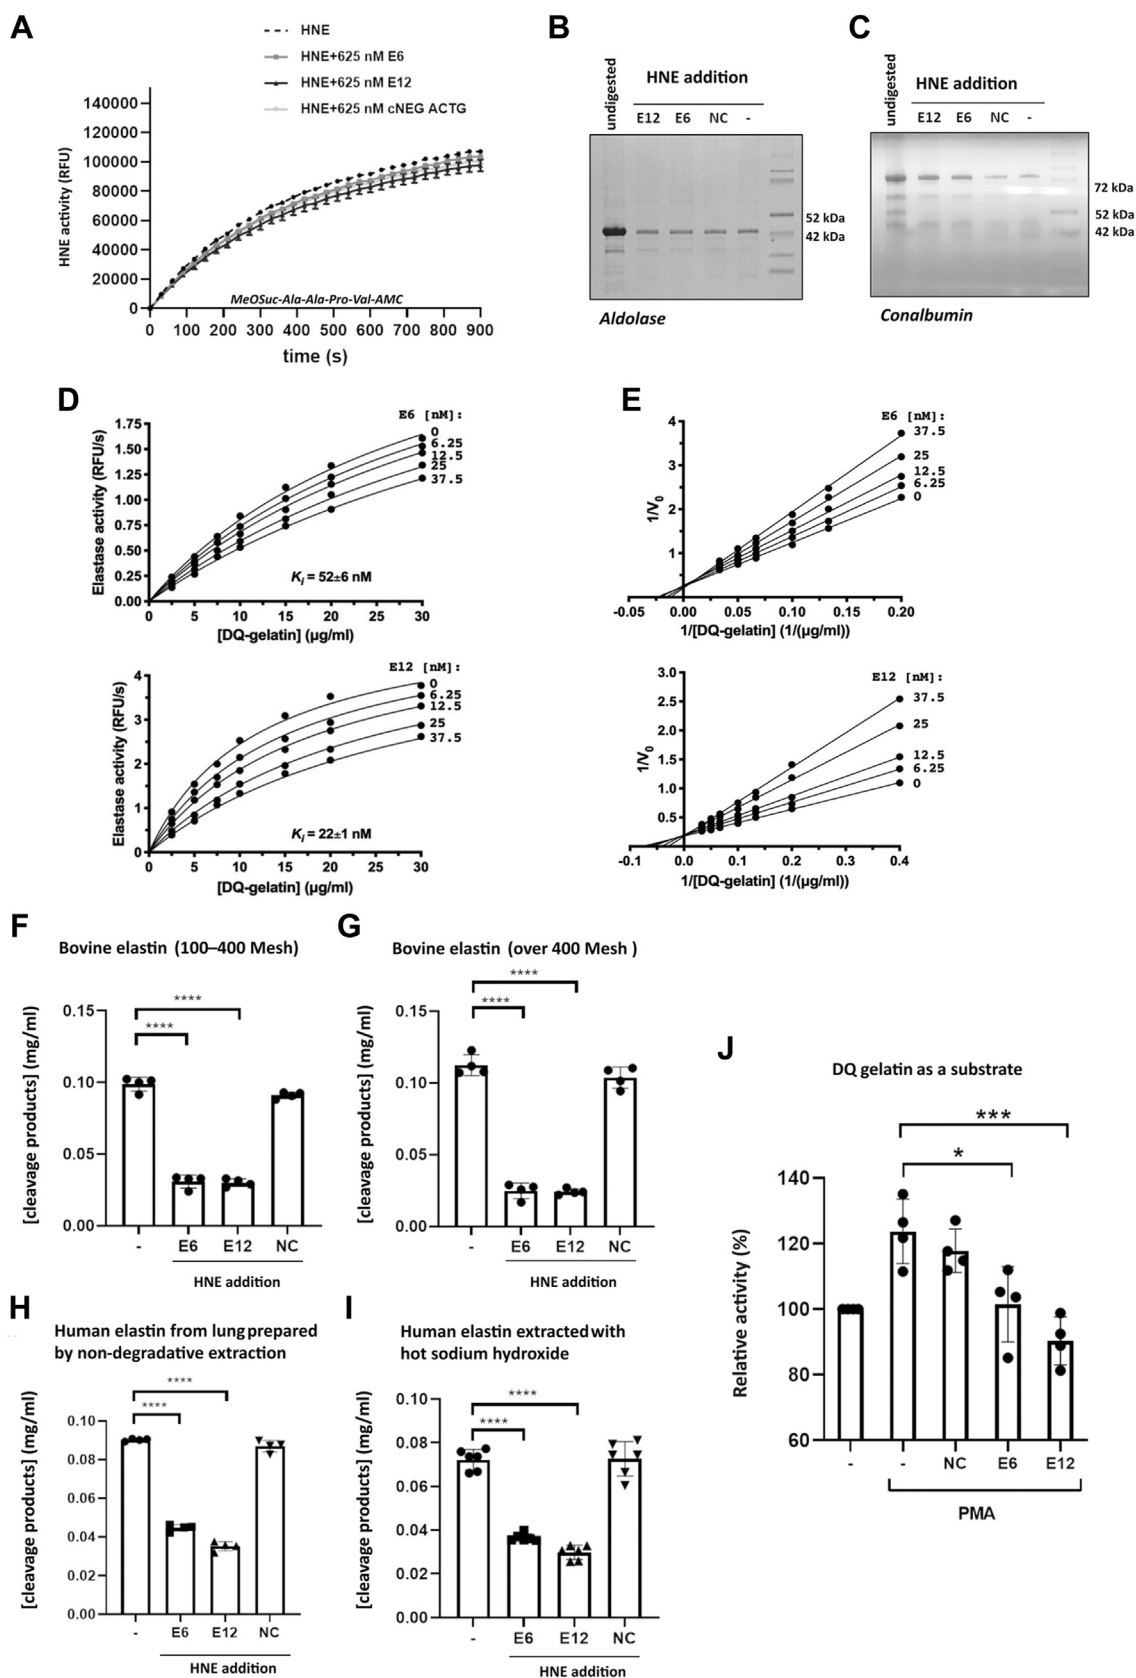 A
HNE
HNE+625 nM E6
HNE+625 nM E12
HNE+625 nM cNEG ACTG
HNE activity (RFU)
140000
120000
100000
80000
60000
40000
20000
0
MeOSuc-Ala-Ala-Pro-Val-AMC
0 100 200 300 400 500 600 700 800 900
time (s)
B
undigested
HNE addition
E12 E6 NC -
52 kDa
42 kDa
Aldolase
C
undigested
HNE addition
E12 E6 NC -
72 kDa
52 kDa
42 kDa
Conalbumin
D
E6 [nM]:
0
6.25
12.5
25
37.5
Elastase activity (RFU/s)
1.75
1.50
1.25
1.00
0.75
0.50
0.25
0.00
Ki = 52±6 nM
0 5 10 15 20 25 30
[DQ-gelatin] (µg/ml)
E12 [nM]:
0
6.25
12.5
25
37.5
Elastase activity (RFU/s)
4
3
2
1
0
Ki = 22±1 nM
0 5 10 15 20 25 30
[DQ-gelatin] (µg/ml)
E
E6 [nM]:
37.5
25
12.5
6.25
0
1/V0
4
3
2
1
-0.05 0.00 0.05 0.10 0.15 0.20
1/[DQ-gelatin] (1/(µg/ml))
E12 [nM]:
37.5
25
12.5
6.25
0
1/V0
3.0
2.5
2.0
1.5
1.0
0.5
-0.1 0.0 0.1 0.2 0.3 0.4
1/[DQ-gelatin] (1/(µg/ml))
F
Bovine elastin (100–400 Mesh)
[cleavage products] (mg/ml)
0.15
0.10
0.05
0.00
****
****
- E6 E12 NC
HNE addition
G
Bovine elastin (over 400 Mesh )
[cleavage products] (mg/ml)
0.15
0.10
0.05
0.00
****
****
- E6 E12 NC
HNE addition
H
Human elastin from lung prepared
by non-degradative extraction
[cleavage products] (mg/ml)
0.10
0.08
0.06
0.04
0.02
0.00
****
****
- E6 E12 NC
HNE addition
I
Human elastin extracted with
hot sodium hydroxide
[cleavage products] (mg/ml)
0.10
0.08
0.06
0.04
0.02
0.00
****
****
- E6 E12 NC
HNE addition
J
DQ gelatin as a substrate
Relative activity (%)
140
120
100
80
60
***
*
- - NC E6 E12
PMA